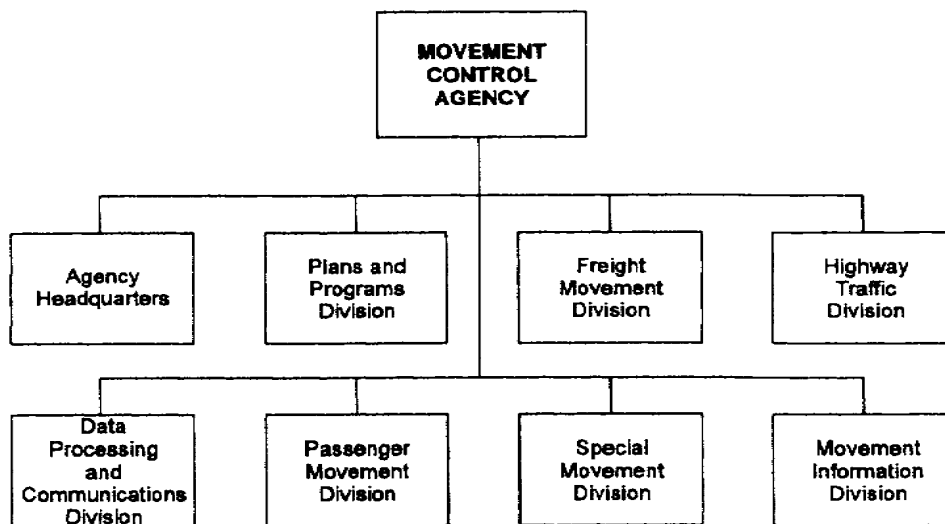 MOVEMENT
CONTROL
AGENCY
Agency
Headquarters
Plans and
Programs
Division
Freight
Movement
Division
Highway
Traffic
Division
Data
Processing
and
Communications
Division
Passenger
Movement
Division
Special
Movement
Division
Movement
Information
Division